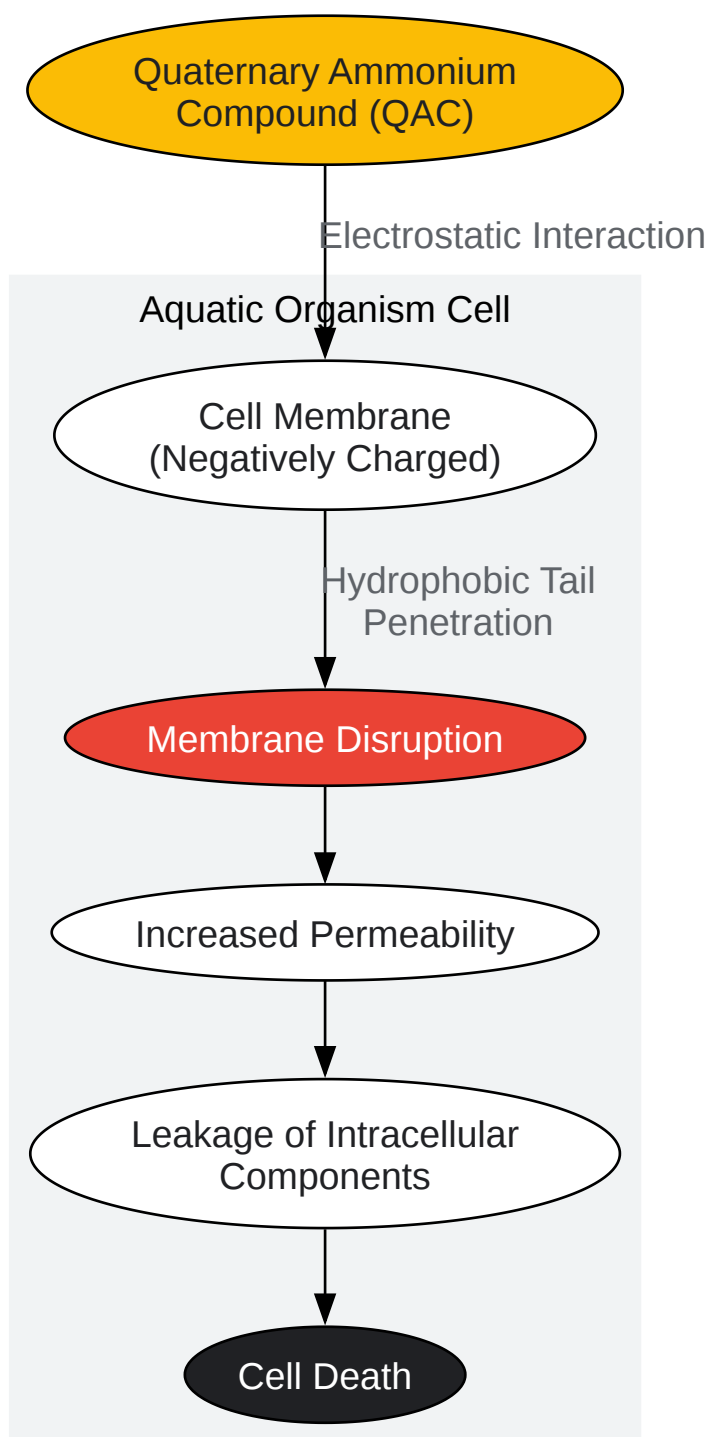 Quaternary Ammonium
Compound (QAC)
Electrostatic Interaction
Aquatic Organism Cell
Cell Membrane
(Negatively Charged)
Hydrophobic Tail
Penetration
Membrane Disruption
Increased Permeability
Leakage of Intracellular
Components
Cell Death